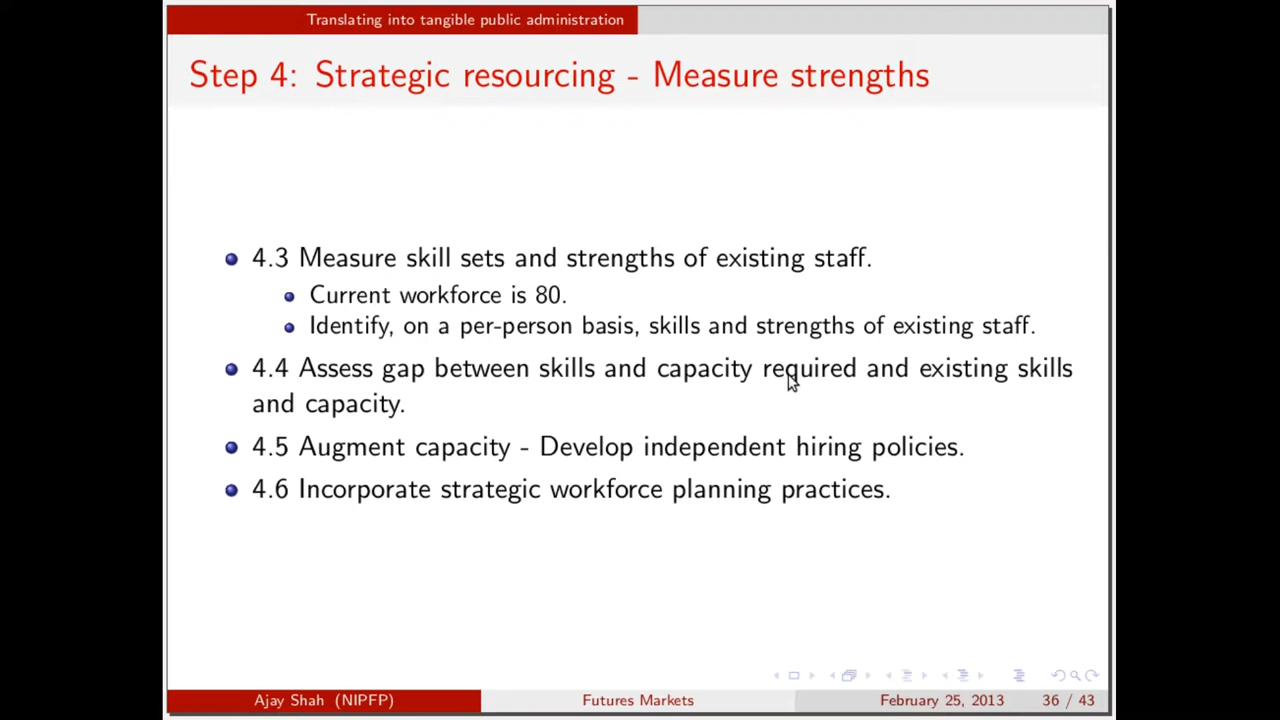 Translating into tangible public administration
Step 4: Strategic resourcing - Measure strengths
4.3 Measure skill sets and strengths of existing staff.
Current workforce is 80.
Identify, on a per-person basis, skills and strengths of existing staff.
4.4 Assess gap between skills and capacity required and existing skills
and capacity.
4.5 Augment capacity - Develop independent hiring policies.
4.6 Incorporate strategic workforce planning practices.
Ajay Shah (NIPFP) Futures Markets February 25, 2013 36 / 43